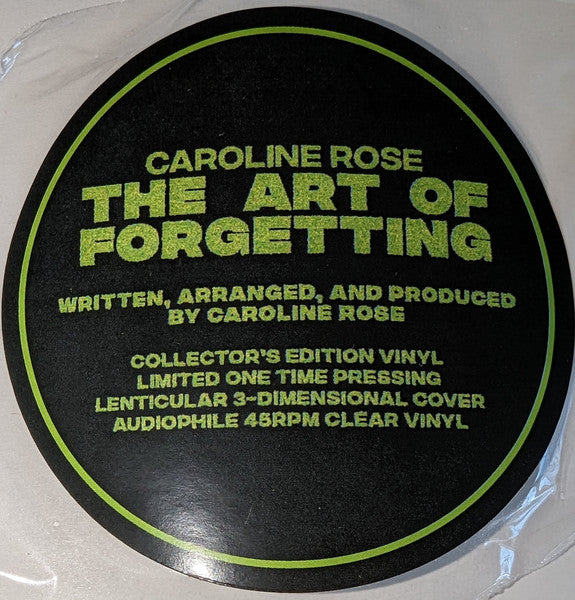 CAROLINE ROSE
THE ART OF
FORGETTING
WRITTEN, ARRANGED, AND PRODUCED
BY CAROLINE ROSE
COLLECTOR'S EDITION VINYL
LIMITED ONE TIME PRESSING
LENTICULAR 3-DIMENSIONAL COVER
AUDIOPHILE 45RPM CLEAR VINYL